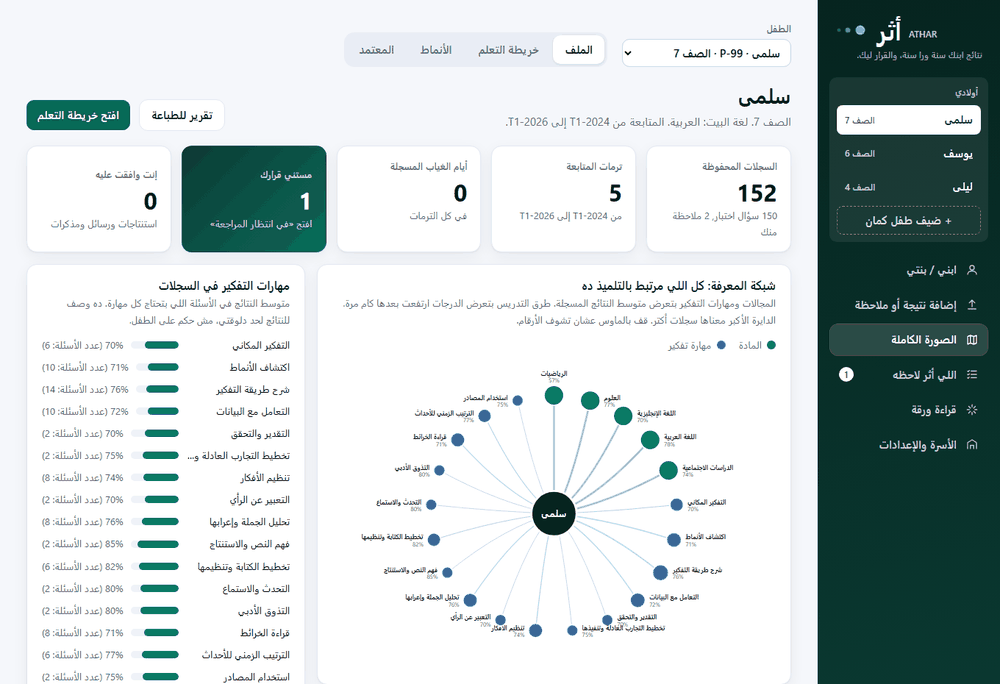 أثر ATHAR
نتائج ابنك سنة ورا سنة، والقرار ليك.
أولادي
سلمى الصف 7
يوسف الصف 6
ليلى الصف 4
+ ضيف طفل كمان
ابني / بنتي
إضافة نتيجة أو ملاحظة
الصورة الكاملة
اللي أثر لاحظه 1
قراءة ورقة
الأسرة والإعدادات
الطفل
سلمى · P-99 · الصف 7
الملف
خريطة التعلم
الأنماط
المعتمد
سلمى
الصف 7. لغة البيت: العربية. المتابعة من T1-2024 إلى T1-2026.
تقرير للطباعة
افتح خريطة التعلم
السجلات المحفوظة
152
150 سؤال اختبار, 2 ملاحظة
منك
ترمات المتابعة
5
من T1-2024 إلى T1-2026
أيام الغياب المسجلة
0
في كل الترمات
مستني قرارك
1
افتح «في انتظار المراجعة»
إنت وافقت عليه
0
استنتاجات ورسائل ومذكرات
شبكة المعرفة: كل اللي مرتبط بالتلميذ ده
المجالات ومهارات التفكير بتعرض متوسط النتائج المسجلة. طرق التدريس بتعرض الدرجات ارتفعت بعدها كام مرة.
الدايرة الأكبر معناها سجلات أكثر. قف بالماوس عشان تشوف الأرقام.
المادة
مهارة تفكير
سلمى
الرياضيات
57%
العلوم
77%
اللغة الإنجليزية
70%
اللغة العربية
78%
الدراسات الاجتماعية
74%
التفكير المكاني
70%
اكتشاف الأنماط
71%
شرح طريقة التفكير
76%
التعامل مع البيانات
72%
التقدير والتحقق
70%
تخطيط التجارب العادلة وتنفيذها
75%
تنظيم الأفكار
74%
التعبير عن الرأي
70%
تحليل الجملة وإعرابها
76%
فهم النص والاستنتاج
85%
تخطيط الكتابة وتنظيمها
82%
التحدث والاستماع
80%
التذوق الأدبي
80%
قراءة الخرائط
71%
الترتيب الزمني للأحداث
77%
استخدام المصادر
75%
مهارات التفكير في السجلات
متوسط النتائج في الأسئلة اللي بتحتاج كل مهارة. ده وصف
للنتائج لحد دلوقتي، مش حكم على الطفل.
التفكير المكاني 70% (عدد الأسئلة: 6)
اكتشاف الأنماط 71% (عدد الأسئلة: 10)
شرح طريقة التفكير 76% (عدد الأسئلة: 14)
التعامل مع البيانات 72% (عدد الأسئلة: 10)
التقدير والتحقق 70% (عدد الأسئلة: 2)
تخطيط التجارب العادلة و... 75% (عدد الأسئلة: 2)
تنظيم الأفكار 74% (عدد الأسئلة: 8)
التعبير عن الرأي 70% (عدد الأسئلة: 2)
تحليل الجملة وإعرابها 76% (عدد الأسئلة: 8)
فهم النص والاستنتاج 85% (عدد الأسئلة: 2)
تخطيط الكتابة وتنظيمها 82% (عدد الأسئلة: 6)
التحدث والاستماع 80% (عدد الأسئلة: 2)
التذوق الأدبي 80% (عدد الأسئلة: 2)
قراءة الخرائط 71% (عدد الأسئلة: 8)
الترتيب الزمني للأحداث 77% (عدد الأسئلة: 6)
استخدام المصادر 75% (عدد الأسئلة: 2)